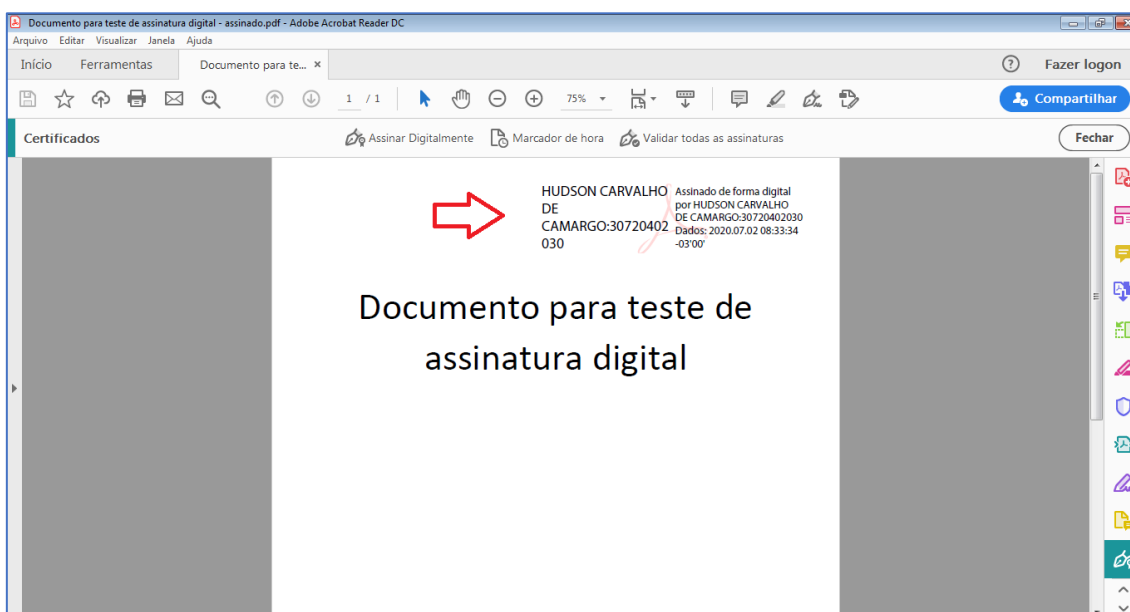 Documento para teste de assinatura digital - assinado.pdf - Adobe Acrobat Reader DC
Arquivo Editar Visualizar Janela Ajuda
Início Ferramentas Documento para te... × Fazer logon
1 / 1 75% Compartilhar
Certificados Assinar Digitalmente Marcador de hora Validar todas as assinaturas Fechar
HUDSON CARVALHO
DE
CAMARGO:30720402
030
Assinado de forma digital
por HUDSON CARVALHO
DE CAMARGO:30720402030
Dados: 2020.07.02 08:33:34
-03'00'
Documento para teste de
assinatura digital